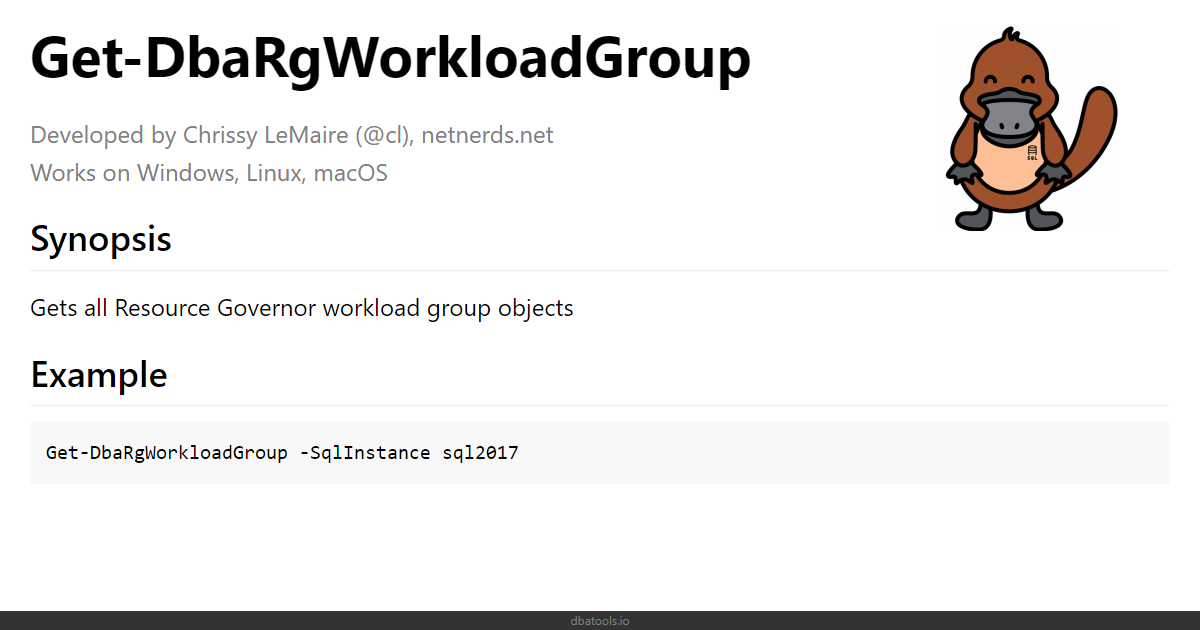 Get-DbaRgWorkloadGroup
Developed by Chrissy LeMaire (@cl), netnerds.net
Works on Windows, Linux, macOS
SQL
Synopsis
Gets all Resource Governor workload group objects
Example
Get-DbaRgWorkloadGroup -SqlInstance sql2017
dbatools.io